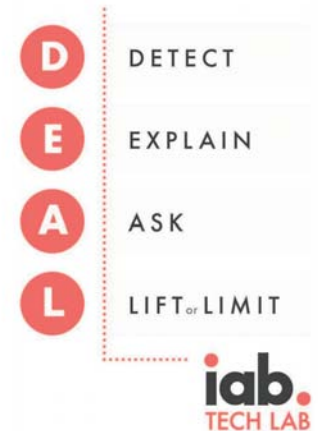 D DETECT
E EXPLAIN
A ASK
L LIFT or LIMIT
iab.
TECH LAB